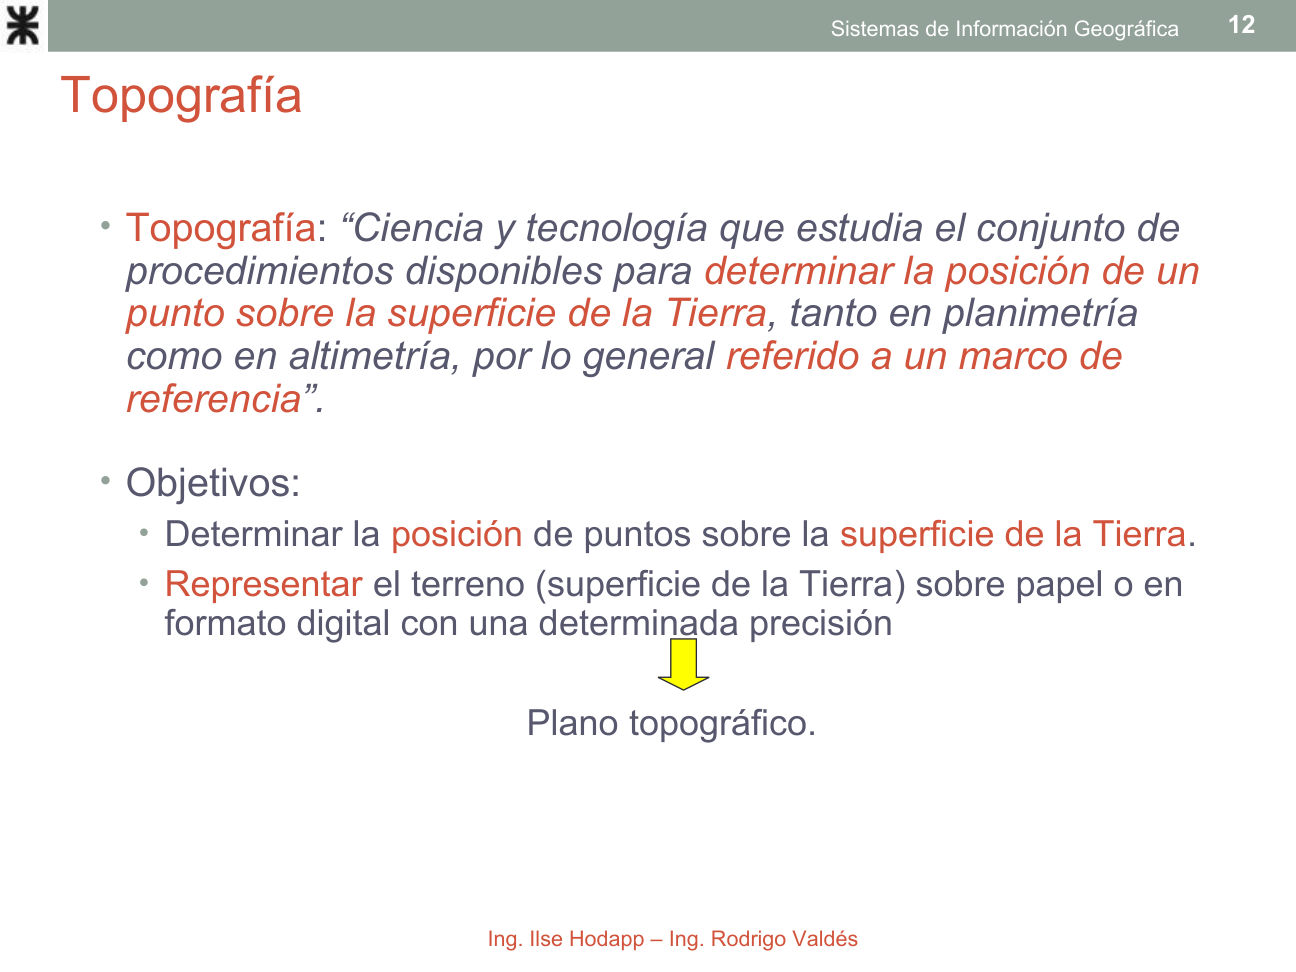 Sistemas de Información Geográfica 12
Topografía
• Topografía: “Ciencia y tecnología que estudia el conjunto de
procedimientos disponibles para determinar la posición de un
punto sobre la superficie de la Tierra, tanto en planimetría
como en altimetría, por lo general referido a un marco de
referencia”.
• Objetivos:
• Determinar la posición de puntos sobre la superficie de la Tierra.
• Representar el terreno (superficie de la Tierra) sobre papel o en
formato digital con una determinada precisión
Plano topográfico.
Ing. Ilse Hodapp – Ing. Rodrigo Valdés